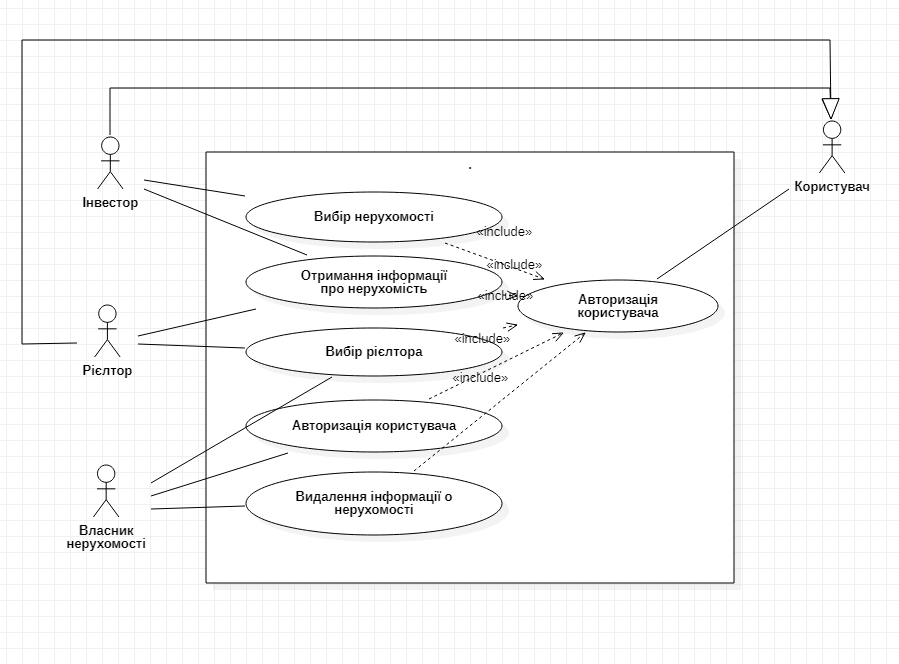 Інвестор
Користувач
Вибір нерухомості
«include»
«include»
Отримання інформації
про нерухомість
«include»
Авторизація
користувача
Рієлтор
Вибір рієлтора
«include»
«include»
Авторизація користувача
Власник
нерухомості
Видалення інформації о
нерухомості